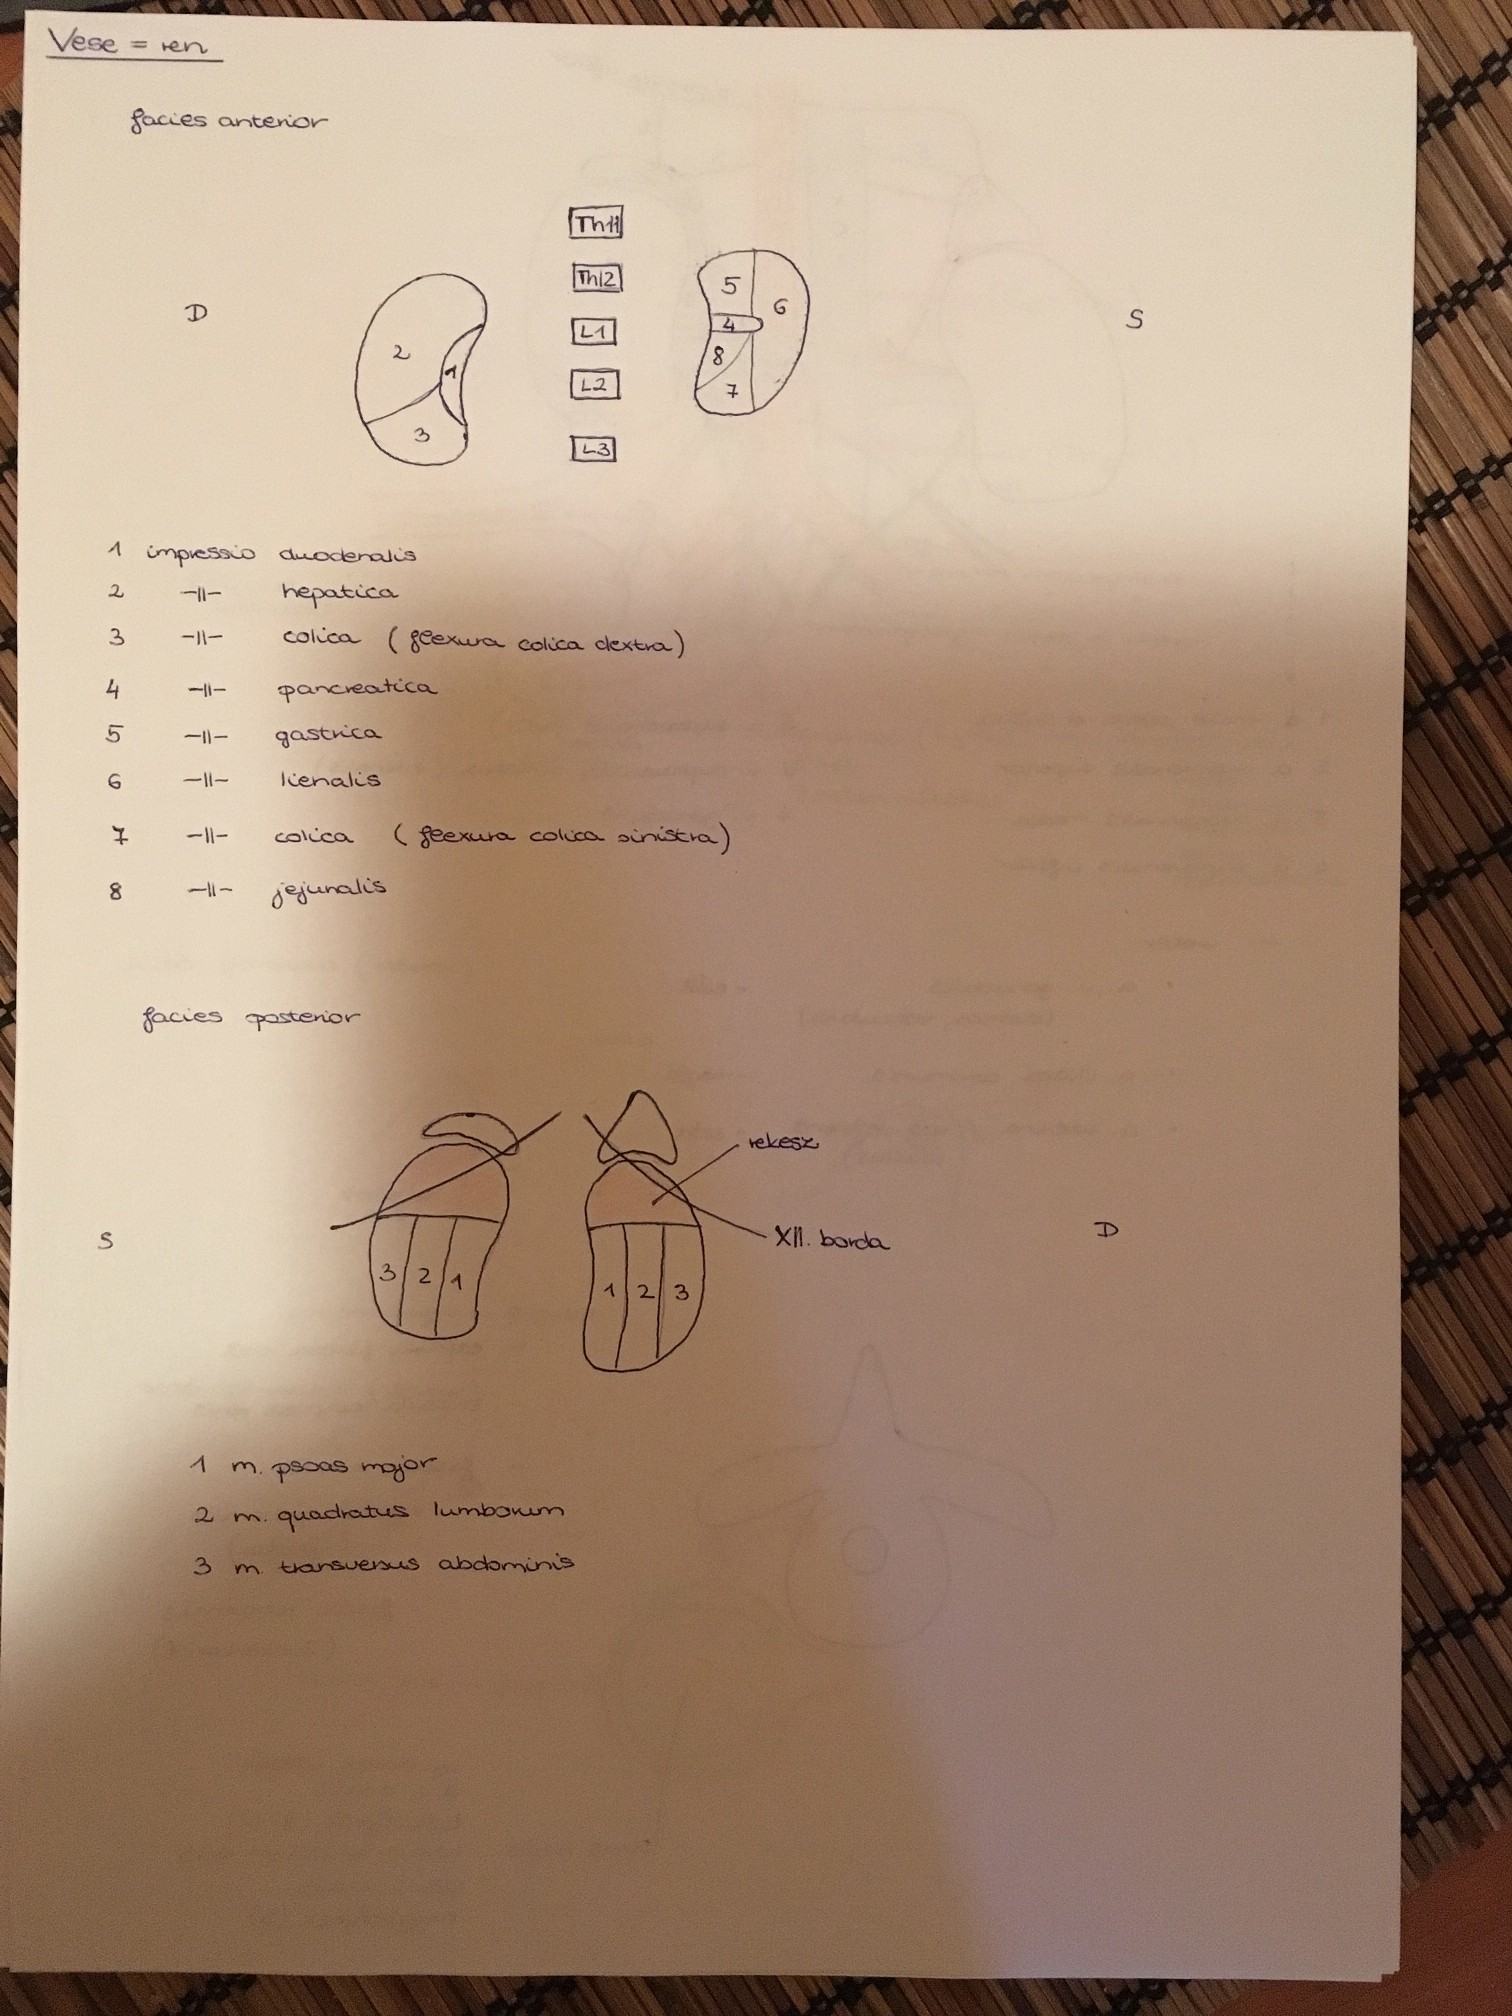 Vese = ren
facies anterior
Th11
Th12
L1
L2
L3
D
S
2
1
3
5
6
4
8
7
1 impressio duodenalis
2 -11- hepatica
3 -11- colica (flexura colica dextra)
4 -11- pancreatica
5 -11- gastrica
6 -11- lienalis
7 -11- colica (flexura colica sinistra)
8 -11- jejunalis
facies posterior
rekesz
XII. borda
S
D
3 2 1
1 2 3
1 m. psoas major
2 m. quadratus lumborum
3 m. transversus abdominis